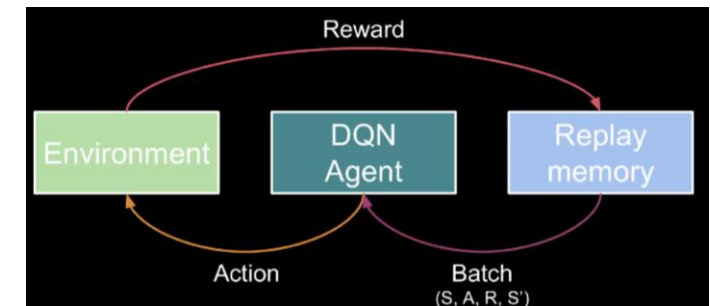 Reward
Environment
DQN
Agent
Replay
memory
Action
Batch
(S, A, R, S’)